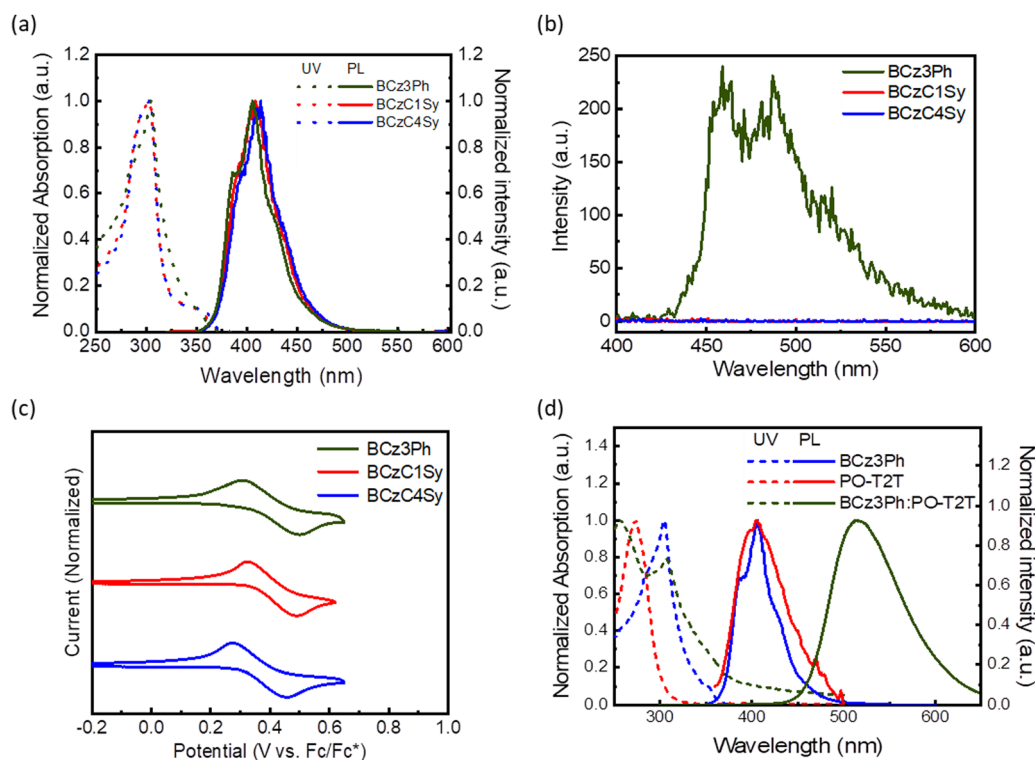 (a)
Normalized Absorption (a.u.)
1.2
1.0
0.8
0.6
0.4
0.2
0.0
UV PL
BCz3Ph
BCzC1Sy
BCzC4Sy
1.2
1.0
0.8
0.6
0.4
0.2
0.0
Normalized intensity (a.u.)
250 300 350 400 450 500 550 600
Wavelength (nm)
(b)
Intensity (a.u.)
250
200
150
100
50
0
BCz3Ph
BCzC1Sy
BCzC4Sy
400 450 500 550 600
Wavelength (nm)
(c)
Current (Normalized)
BCz3Ph
BCzC1Sy
BCzC4Sy
-0.2 0.0 0.2 0.4 0.6 0.8 1.0
Potential (V vs. Fc/Fc*)
(d)
Normalized Absorption (a.u.)
1.4
1.2
1.0
0.8
0.6
0.4
0.2
0.0
UV PL
BCz3Ph
PO-T2T
BCz3Ph:PO-T2T
1.2
1.0
0.8
0.6
0.4
0.2
0.0
Normalized intensity (a.u.)
300 400 500 600
Wavelength (nm)